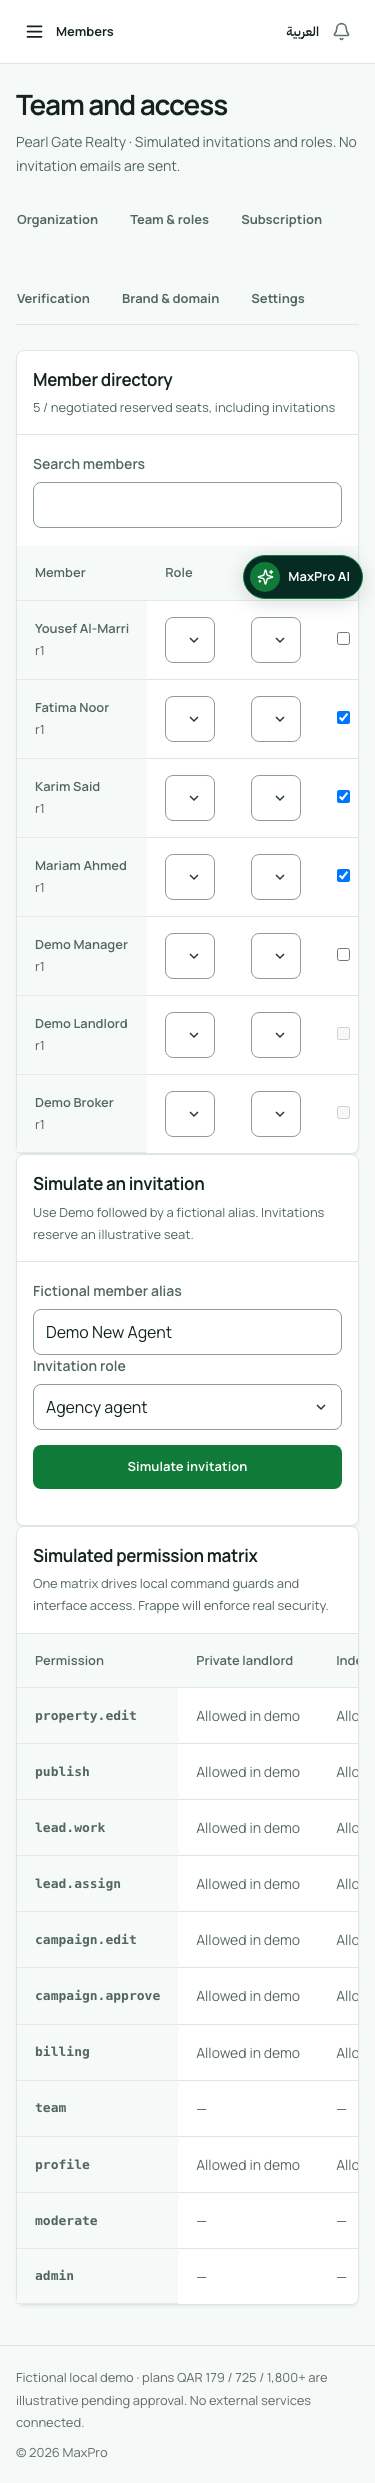 Members
العربية
Team and access
Pearl Gate Realty · Simulated invitations and roles. No
invitation emails are sent.
Organization
Team & roles
Subscription
Verification
Brand & domain
Settings
Member directory
5 / negotiated reserved seats, including invitations
Search members
Member
Role
MaxPro AI
Yousef Al-Marri
r1
Fatima Noor
r1
Karim Said
r1
Mariam Ahmed
r1
Demo Manager
r1
Demo Landlord
r1
Demo Broker
r1
Simulate an invitation
Use Demo followed by a fictional alias. Invitations
reserve an illustrative seat.
Fictional member alias
Demo New Agent
Invitation role
Agency agent
Simulate invitation
Simulated permission matrix
One matrix drives local command guards and
interface access. Frappe will enforce real security.
Permission Private landlord
property.edit Allowed in demo
publish Allowed in demo
lead.work Allowed in demo
lead.assign Allowed in demo
campaign.edit Allowed in demo
campaign.approve Allowed in demo
billing Allowed in demo
team — —
profile Allowed in demo
moderate — —
admin — —
Fictional local demo · plans QAR 179 / 725 / 1,800+ are
illustrative pending approval. No external services
connected.
© 2026 MaxPro